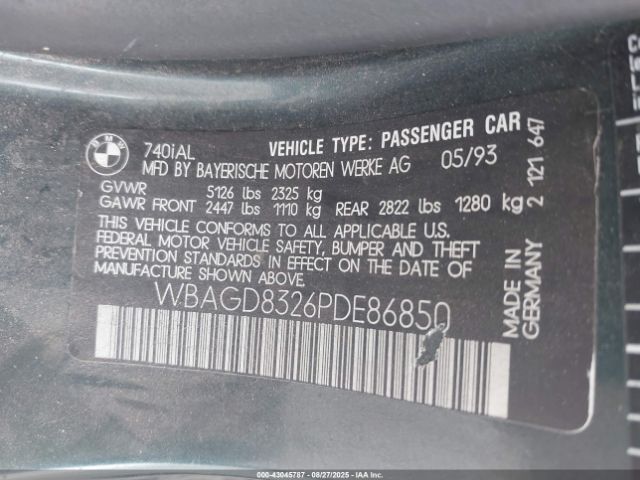 BMW
740iAL VEHICLE TYPE: PASSENGER CAR
MFD BY BAYERISCHE MOTOREN WERKE AG 05/93
GVWR 5126 lbs 2325 kg
GAWR FRONT 2447 lbs 1110 kg REAR 2822 lbs 1280 kg
THIS VEHICLE CONFORMS TO ALL APPLICABLE U.S.
FEDERAL MOTOR VEHICLE SAFETY, BUMPER AND THEFT
PREVENTION STANDARDS IN EFFECT ON THE DATE OF
MANUFACTURE SHOWN ABOVE.
WBAGD8326PDE86850
MADE IN
GERMANY 2 121 647
©-43045787 - 08/27/2025 - IAAI.COM